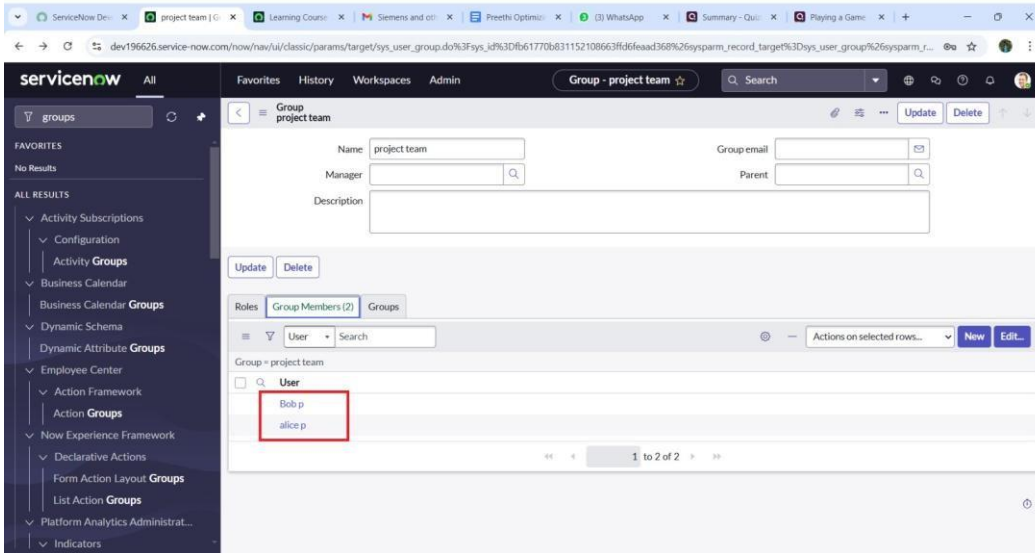 ServiceNow Dev
project team | G
Learning Course
Siemens and oth
Preethi Optimiz
(3) WhatsApp
Summary - Qui
Playing a Game
dev196626.service-now.com/now/nav/ui/classic/params/target/sys_user_group.do%3Fsys_id%3Dfb61770b831152108663ffd6feaad368%26sysparm_record_target%3Dsys_user_group%26sysparm_r...
servicenow All Favorites History Workspaces Admin Group - project team Search
groups
Group
project team
Update Delete
FAVORITES
No Results
ALL RESULTS
Activity Subscriptions
Configuration
Activity Groups
Business Calendar
Business Calendar Groups
Dynamic Schema
Dynamic Attribute Groups
Employee Center
Action Framework
Action Groups
Now Experience Framework
Declarative Actions
Form Action Layout Groups
List Action Groups
Platform Analytics Administrat...
Indicators
Name project team Group email
Manager Parent
Description
Update Delete
Roles Group Members (2) Groups
User Search Actions on selected rows... New Edit...
Group = project team
User
Bob p
alice p
1 to 2 of 2